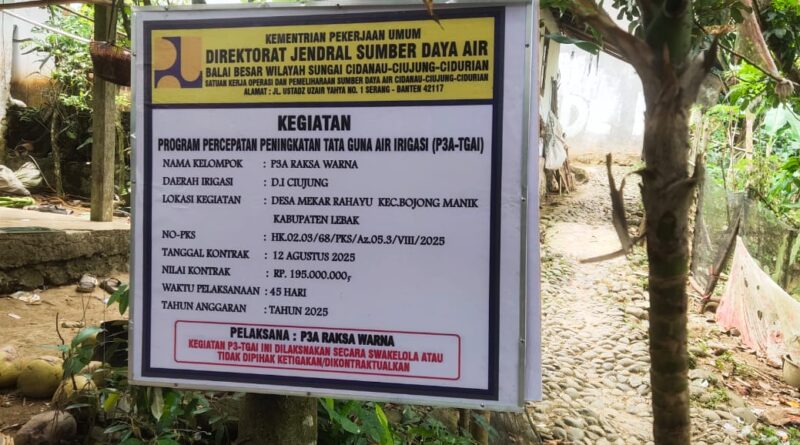 KEMENTRIAN PEKERJAAN UMUM
DIREKTORAT JENDRAL SUMBER DAYA AIR
BALAI BESAR WILAYAH SUNGAI CIDANAU-CIUJUNG-CIDURIAN
SATUAN KERJA OPERASI DAN PEMELIHARAAN SUMBER DAYA AIR CIDANAU-CIUJUNG-CIDURIAN
ALAMAT : JL. USTADZ UZAIR YAHYA NO. 1 SERANG - BANTEN 42117
KEGIATAN
PROGRAM PERCEPATAN PENINGKATAN TATA GUNA AIR IRIGASI (P3A-TGAI)
NAMA KELOMPOK : P3A RAKSA WARNA
DAERAH IRIGASI : D.I CIUJUNG
LOKASI KEGIATAN : DESA MEKAR RAHAYU KEC.BOJONG MANIK
KABUPATEN LEBAK
NO-PKS : HK.02.03/68/PKS/Az.05.3/VIII/2025
TANGGAL KONTRAK : 12 AGUSTUS 2025
NILAI KONTRAK : RP. 195.000.000,
WAKTU PELAKSANAAN : 45 HARI
TAHUN ANGGARAN : TAHUN 2025
PELAKSANA : P3A RAKSA WARNA
KEGIATAN P3-TGAI INI DILAKSNAKAN SECARA SWAKELOLA ATAU
TIDAK DIPIHAK KETIGAKAN/DIKONTRAKTUALKAN